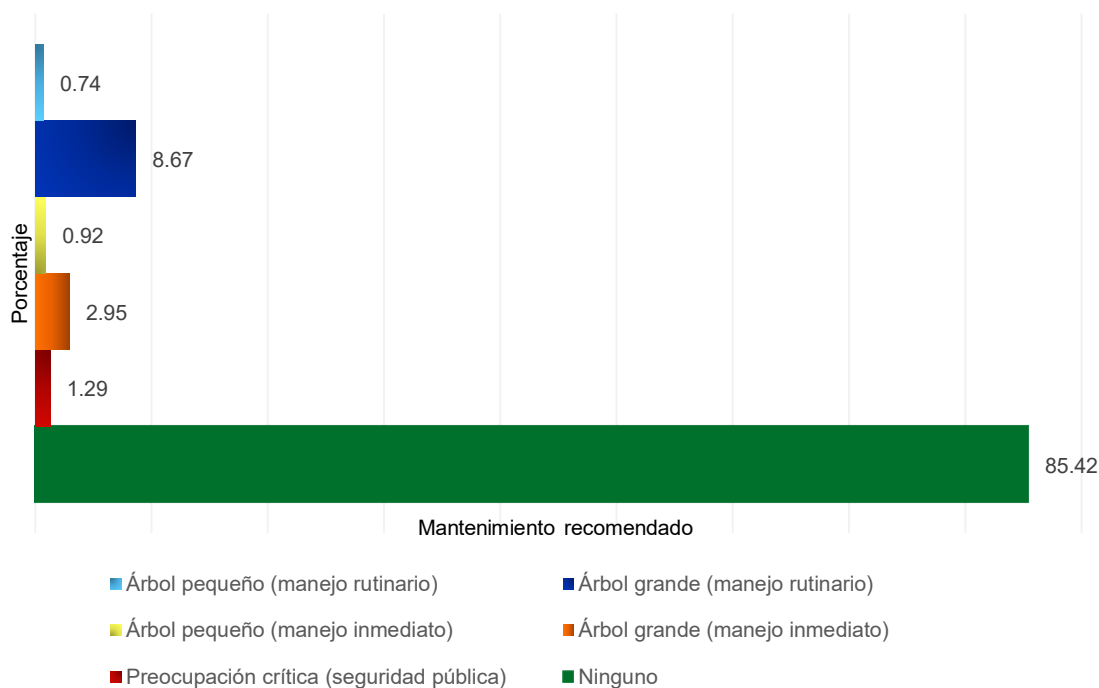 0.74
8.67
0.92
2.95
1.29
85.42
Porcentaje
Mantenimiento recomendado
Árbol pequeño (manejo rutinario)
Árbol grande (manejo rutinario)
Árbol pequeño (manejo inmediato)
Árbol grande (manejo inmediato)
Preocupación crítica (seguridad pública)
Ninguno